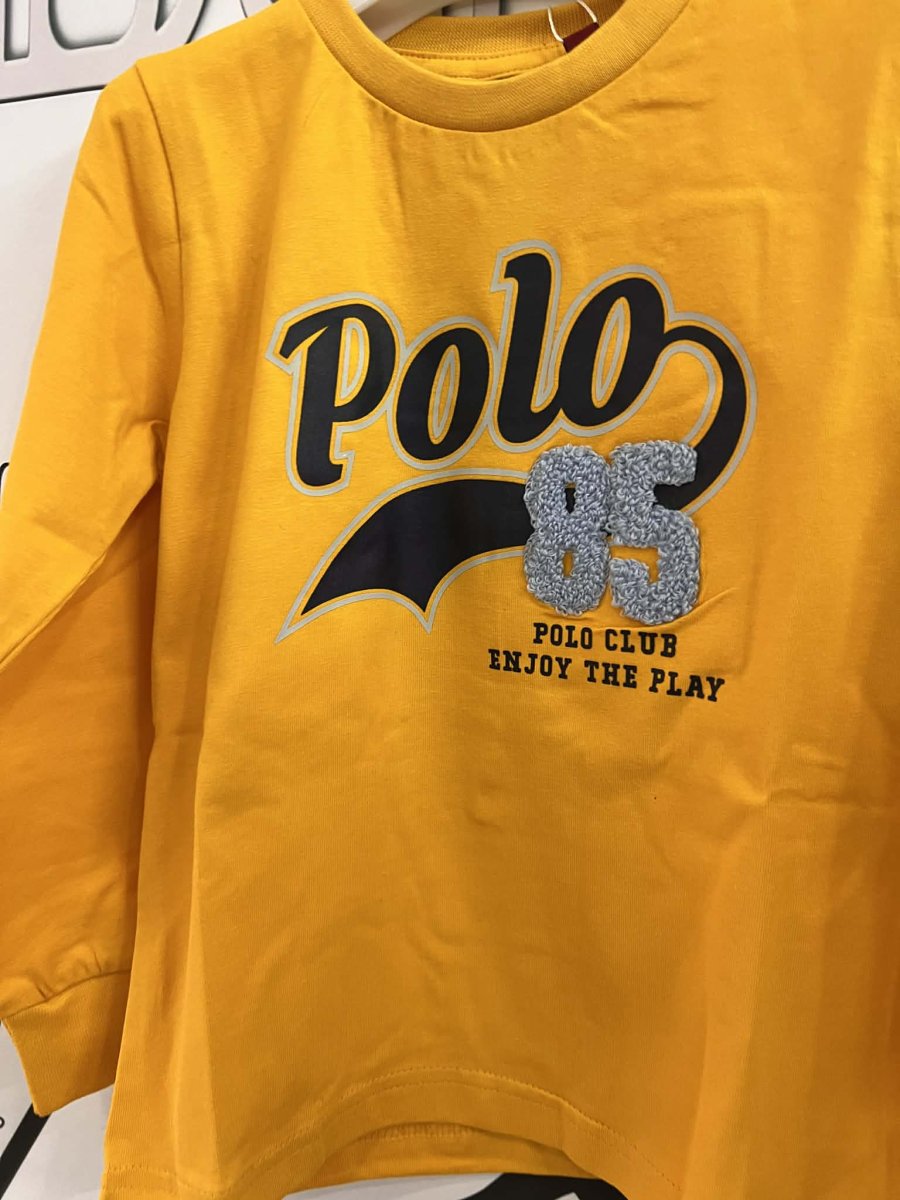 Polo
85
POLO CLUB
ENJOY THE PLAY